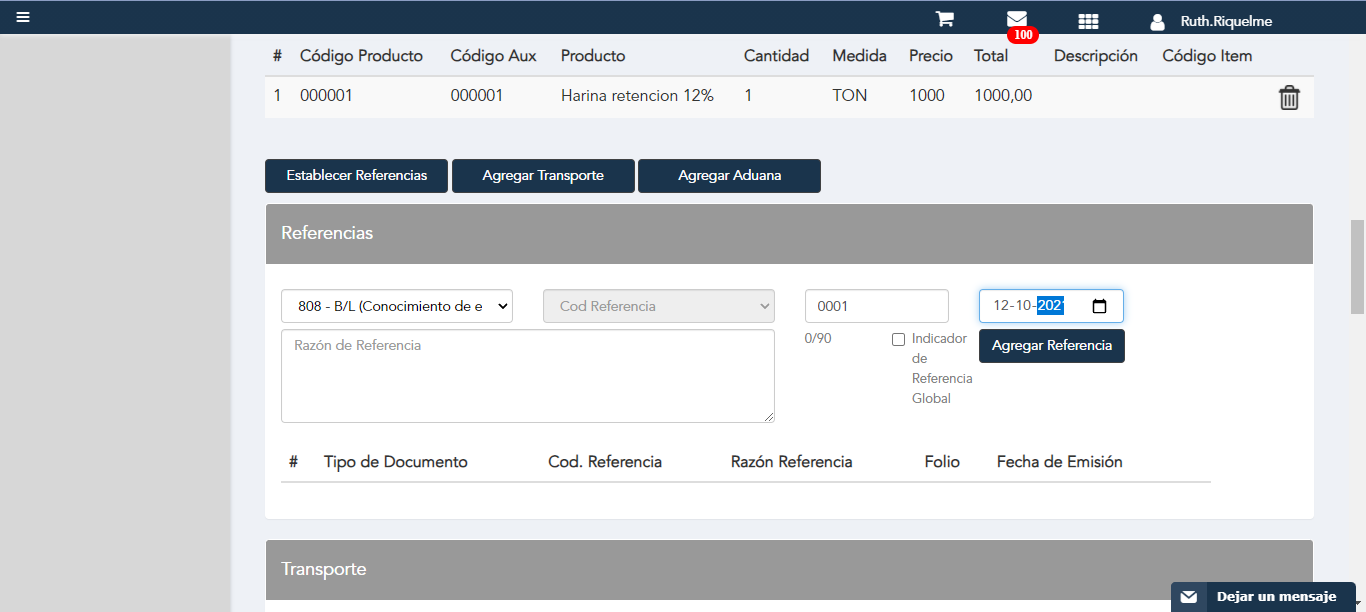 Ruth.Riquelme
100
# Código Producto Código Aux Producto Cantidad Medida Precio Total Descripción Código Item
1 000001 000001 Harina retencion 12% 1 TON 1000 1000,00
Establecer Referencias Agregar Transporte Agregar Aduana
Referencias
808 - B/L (Conocimiento de e Cod Referencia 0001 12-10-2021
Razón de Referencia 0/90 Indicador Agregar Referencia
de
Referencia
Global
# Tipo de Documento Cod. Referencia Razón Referencia Folio Fecha de Emisión
Transporte
Dejar un mensaje